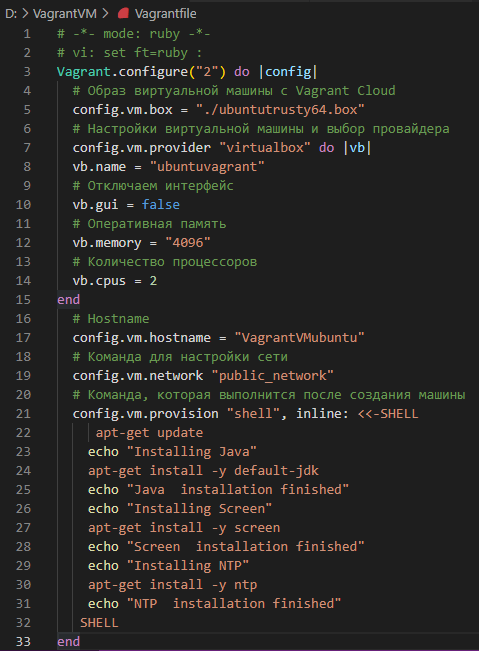 D: > VagrantVM > Vagrantfile
1 # -*- mode: ruby -*-
2 # vi: set ft=ruby :
3 Vagrant.configure("2") do |config|
4 # Образ виртуальной машины с Vagrant Cloud
5 config.vm.box = "./ubuntutrusty64.box"
6 # Настройки виртуальной машины и выбор провайдера
7 config.vm.provider "virtualbox" do |vb|
8 vb.name = "ubuntuvagrant"
9 # Отключаем интерфейс
10 vb.gui = false
11 # Оперативная память
12 vb.memory = "4096"
13 # Количество процессоров
14 vb.cpus = 2
15 end
16 # Hostname
17 config.vm.hostname = "VagrantVMubuntu"
18 # Команда для настройки сети
19 config.vm.network "public_network"
20 # Команда, которая выполнится после создания машины
21 config.vm.provision "shell", inline: <<-SHELL
22 apt-get update
23 echo "Installing Java"
24 apt-get install -y default-jdk
25 echo "Java  installation finished"
26 echo "Installing Screen"
27 apt-get install -y screen
28 echo "Screen  installation finished"
29 echo "Installing NTP"
30 apt-get install -y ntp
31 echo "NTP  installation finished"
32 SHELL
33 end